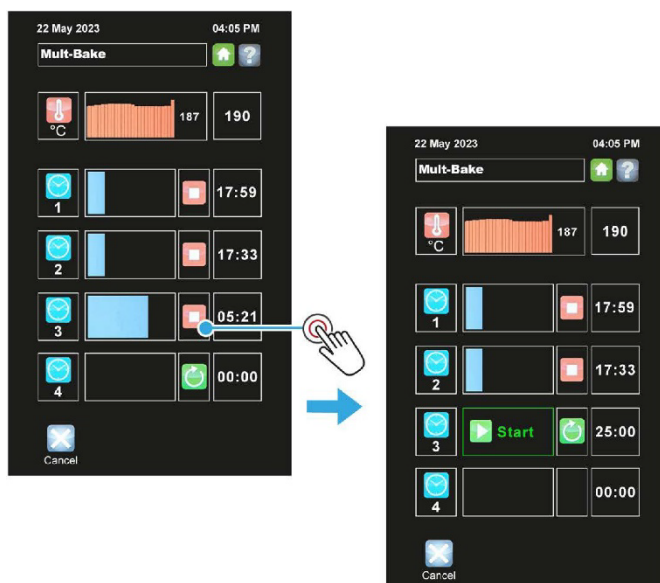 22 May 2023 04:05 PM
Mult-Bake ?
°C 187 190
1 17:59
2 17:33
3 05:21
4 00:00
Cancel
22 May 2023 04:05 PM
Mult-Bake ?
°C 187 190
1 17:59
2 17:33
3 Start 25:00
4 00:00
Cancel